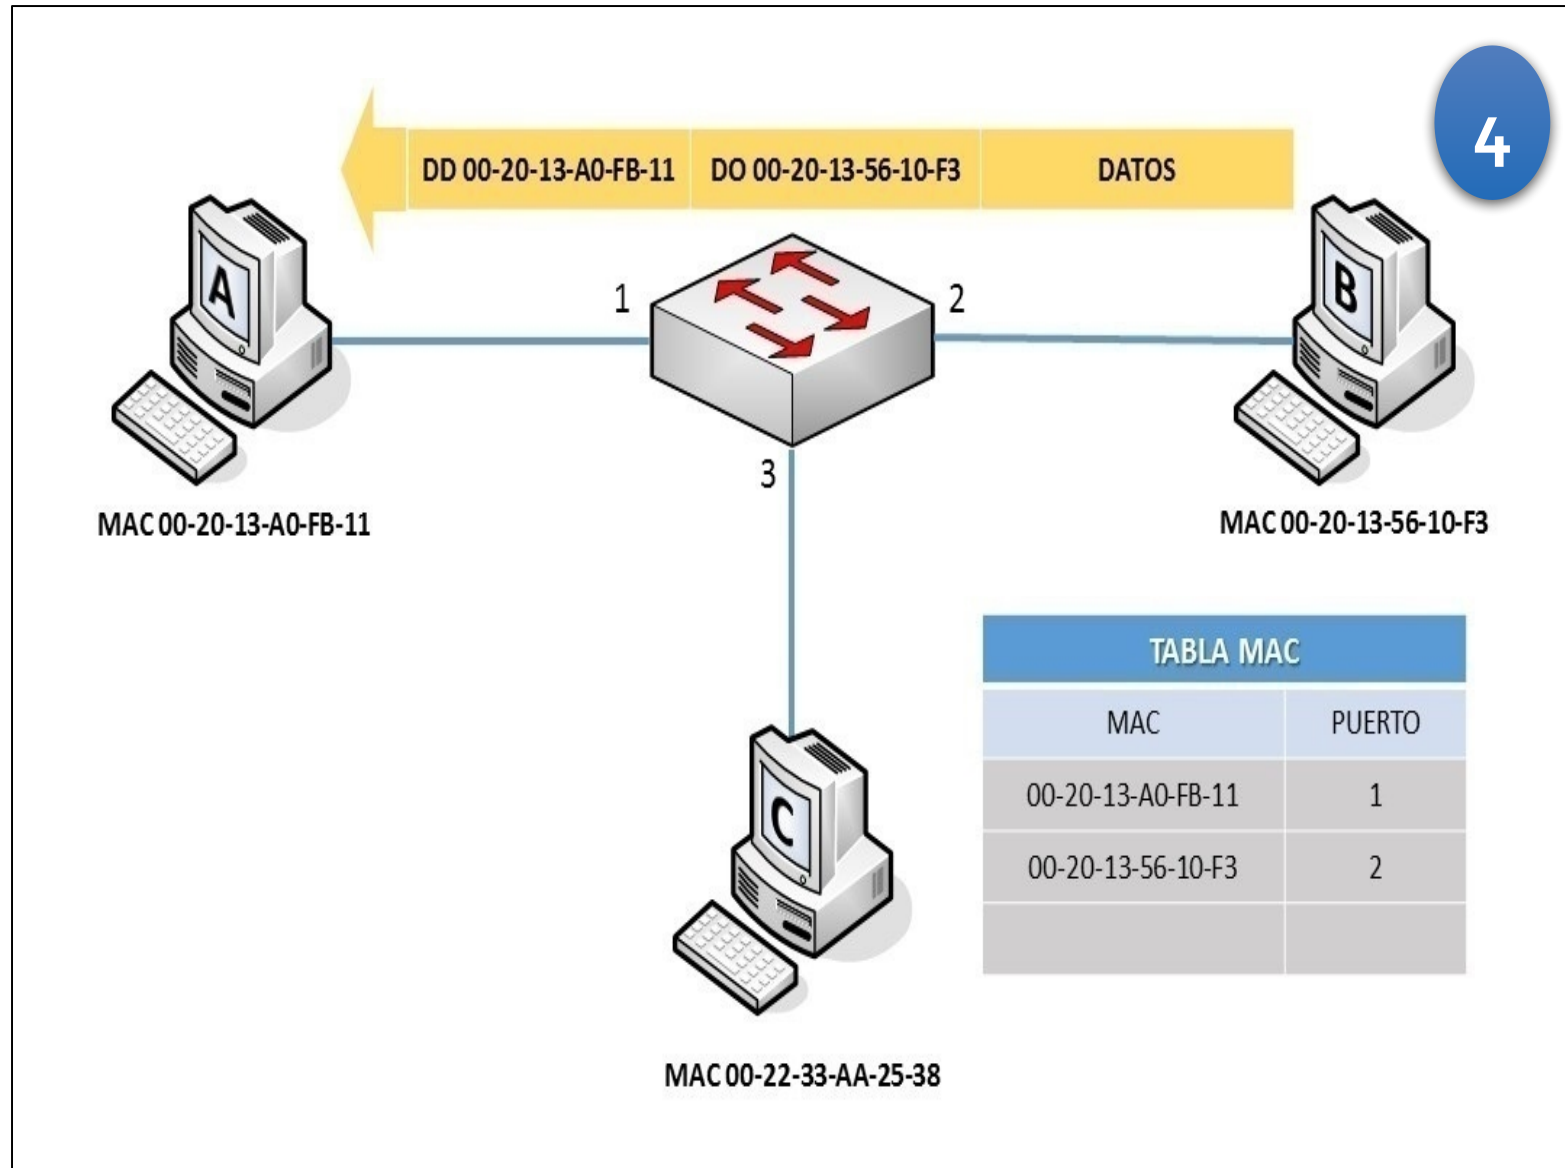 4
DD 00-20-13-A0-FB-11 DO 00-20-13-56-10-F3 DATOS
A
B
1
2
3
MAC 00-20-13-A0-FB-11
MAC 00-20-13-56-10-F3
TABLA MAC
MAC PUERTO
00-20-13-A0-FB-11 1
00-20-13-56-10-F3 2
C
MAC 00-22-33-AA-25-38